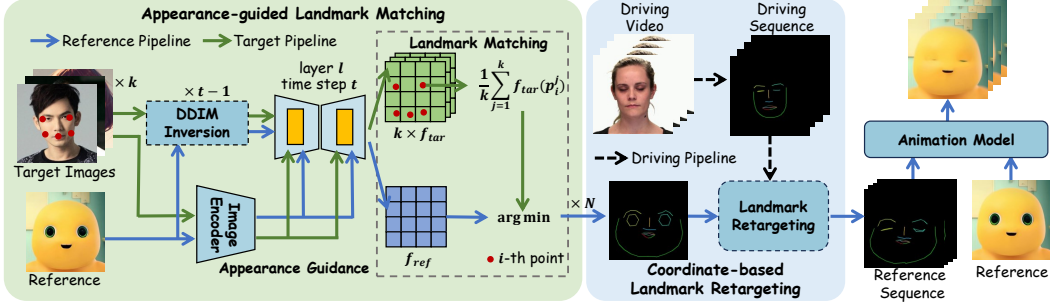 Appearance-guided Landmark Matching
Reference Pipeline
Target Pipeline
× k
Target Images
Reference
× t − 1
DDIM
Inversion
Image
Encoder
layer l
time step t
Appearance Guidance
Landmark Matching
k × f_tar
1/k ∑_{j=1}^{k} f_tar(p_i^j)
f_ref
arg min
i-th point
× N
Driving
Video
Driving
Sequence
Driving Pipeline
Landmark
Retargeting
Coordinate-based
Landmark Retargeting
Animation Model
Reference
Sequence
Reference